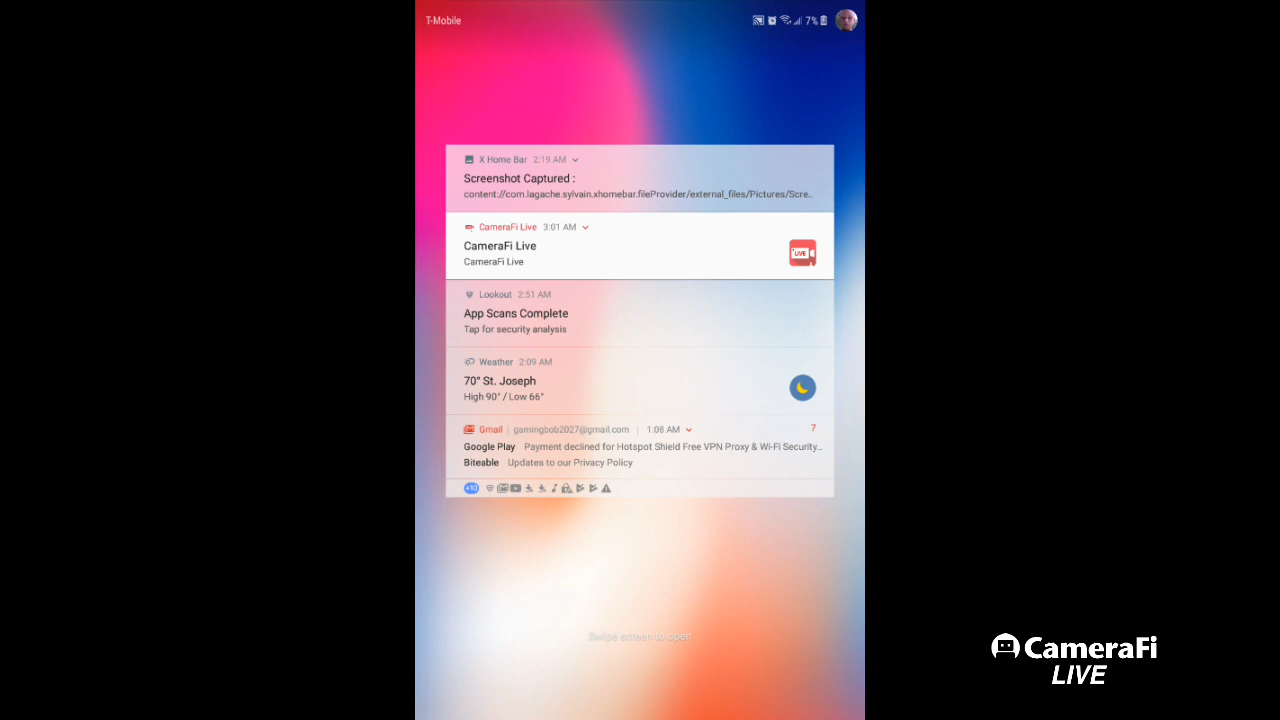 T-Mobile
7%
X Home Bar 2:19 AM
Screenshot Captured :
content://com.lagache.sylvain.xhomebar.fileProvider/external_files/Pictures/Scre..
CameraFi Live 3:01 AM
CameraFi Live
CameraFi Live
LIVE
Lookout 2:51 AM
App Scans Complete
Tap for security analysis
Weather 2:09 AM
70° St. Joseph
High 90° / Low 66°
Gmail | gamingbob2027@gmail.com | 1:08 AM 7
Google Play Payment declined for Hotspot Shield Free VPN Proxy & Wi-Fi Security...
Biteable Updates to our Privacy Policy
+10
Swipe screen to open
CameraFi
LIVE